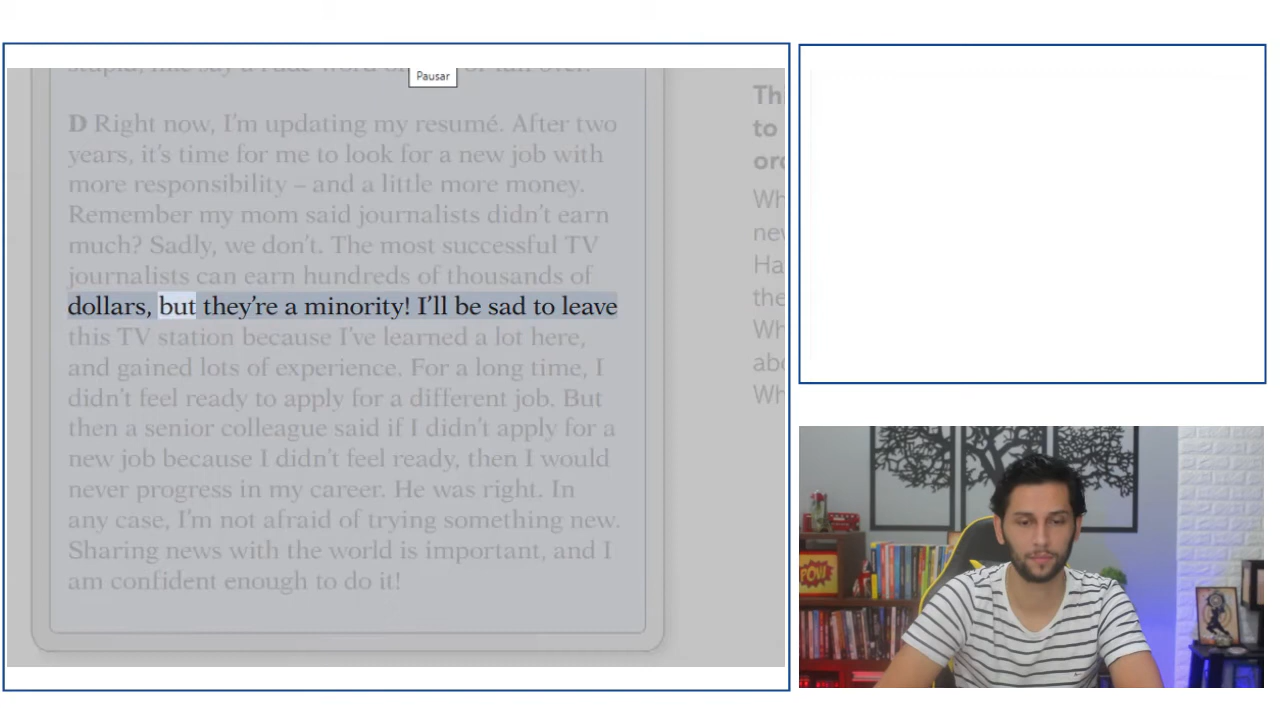 Pausar
D Right now, I'm updating my resumé. After two
years, it's time for me to look for a new job with
more responsibility – and a little more money.
Remember my mom said journalists didn't earn
much? Sadly, we don't. The most successful TV
journalists can earn hundreds of thousands of
dollars, but they're a minority! I'll be sad to leave
this TV station because I've learned a lot here,
and gained lots of experience. For a long time, I
didn't feel ready to apply for a different job. But
then a senior colleague said if I didn't apply for a
new job because I didn't feel ready, then I would
never progress in my career. He was right. In
any case, I'm not afraid of trying something new.
Sharing news with the world is important, and I
am confident enough to do it!
to
POW